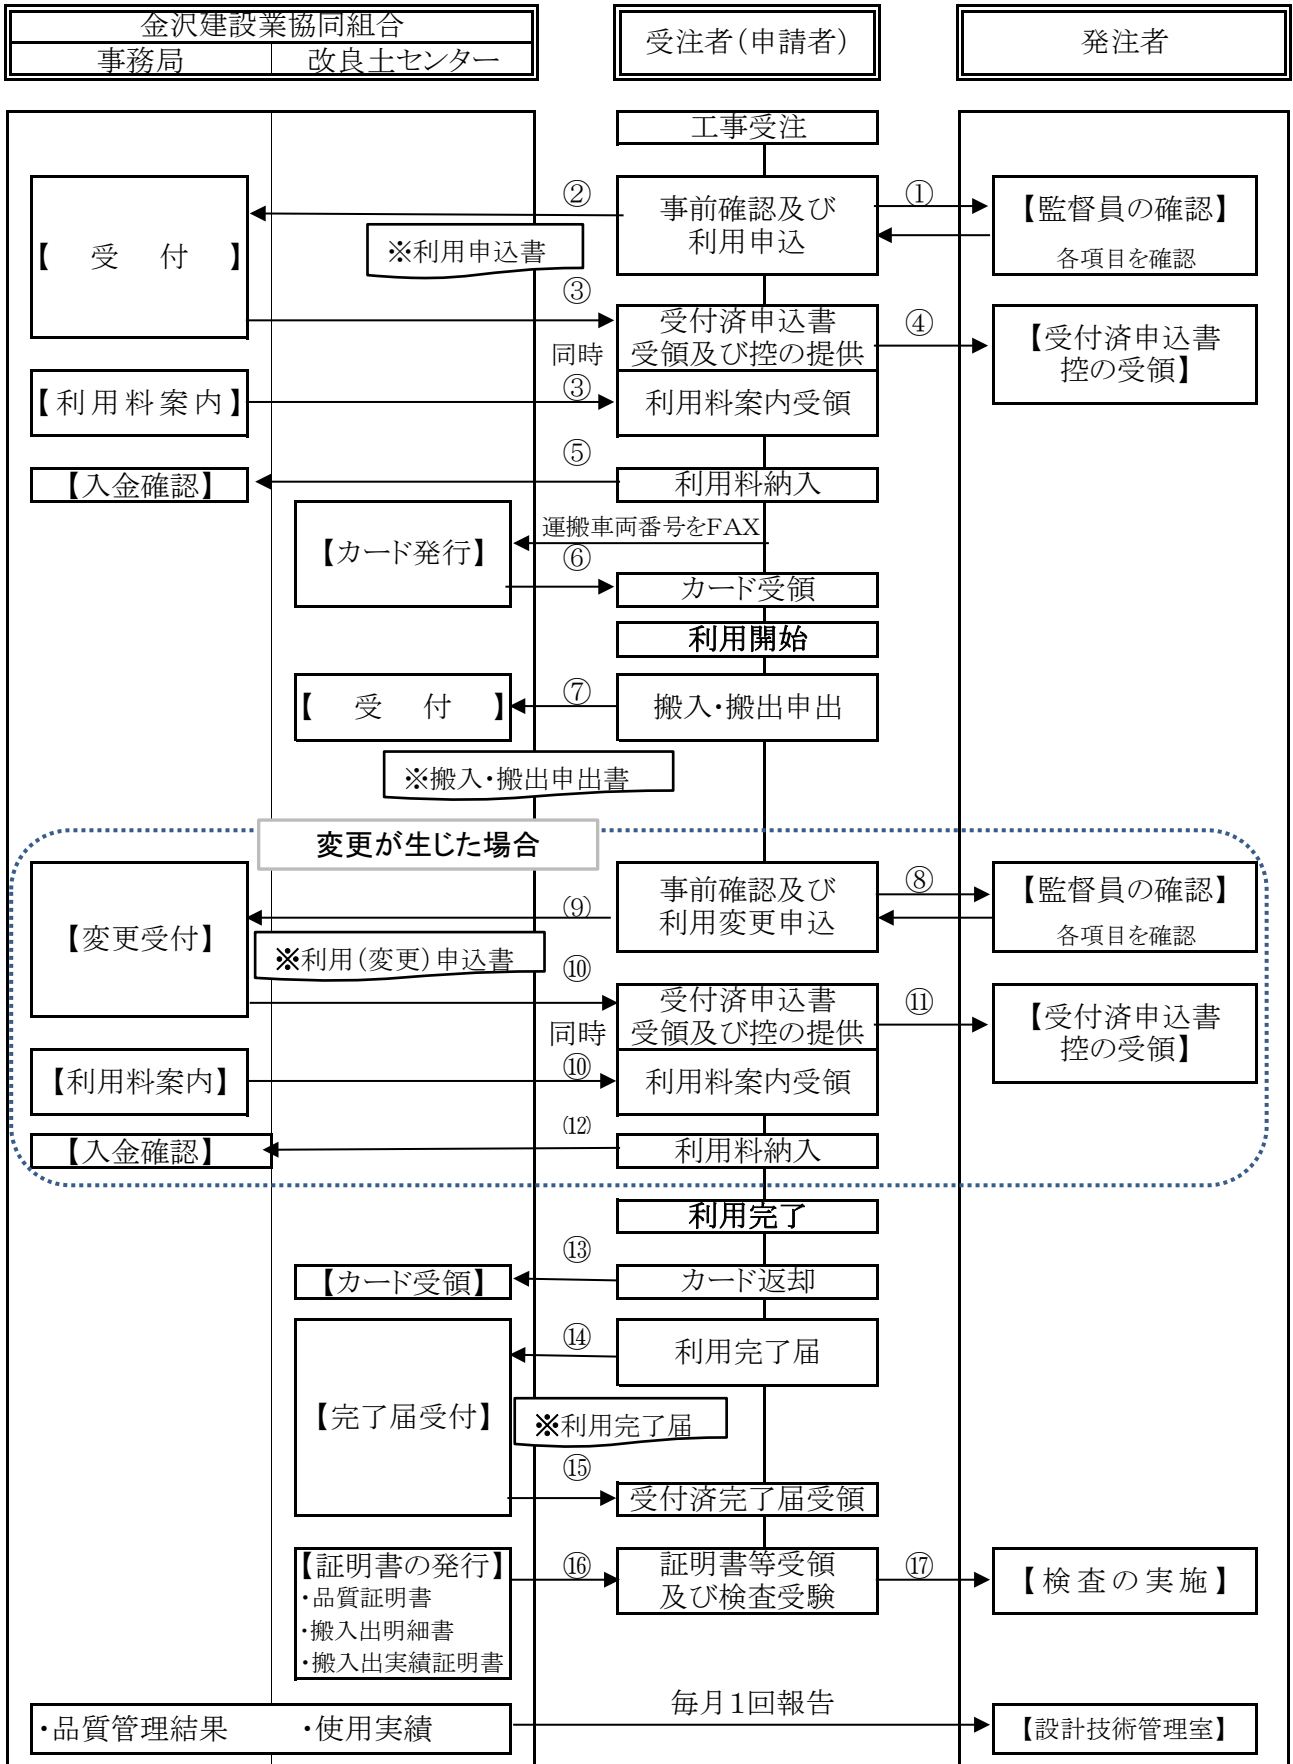 金沢建設業協同組合
事務局
改良土センター
受注者(申請者)
発注者
工事受注
【　受　付　】
②
※利用申込書
事前確認及び
利用申込
①
【監督員の確認】
各項目を確認
③
受付済申込書
受領及び控の提供
④
【受付済申込書
控の受領】
同時
【利用料案内】
③
利用料案内受領
【入金確認】
⑤
利用料納入
【カード発行】
運搬車両番号をFAX
⑥
カード受領
利用開始
【　受　付　】
⑦
搬入・搬出申出
※搬入・搬出申出書
変更が生じた場合
【変更受付】
(9)
※利用(変更)申込書
事前確認及び
利用変更申込
⑧
【監督員の確認】
各項目を確認
⑩
受付済申込書
受領及び控の提供
⑪
【受付済申込書
控の受領】
同時
【利用料案内】
⑩
利用料案内受領
【入金確認】
(12)
利用料納入
利用完了
【カード受領】
⑬
カード返却
【完了届受付】
⑭
利用完了届
※利用完了届
⑮
受付済完了届受領
【証明書の発行】
・品質証明書
・搬入出明細書
・搬入出実績証明書
⑯
証明書等受領
及び検査受験
⑰
【検査の実施】
・品質管理結果
・使用実績
毎月1回報告
【設計技術管理室】